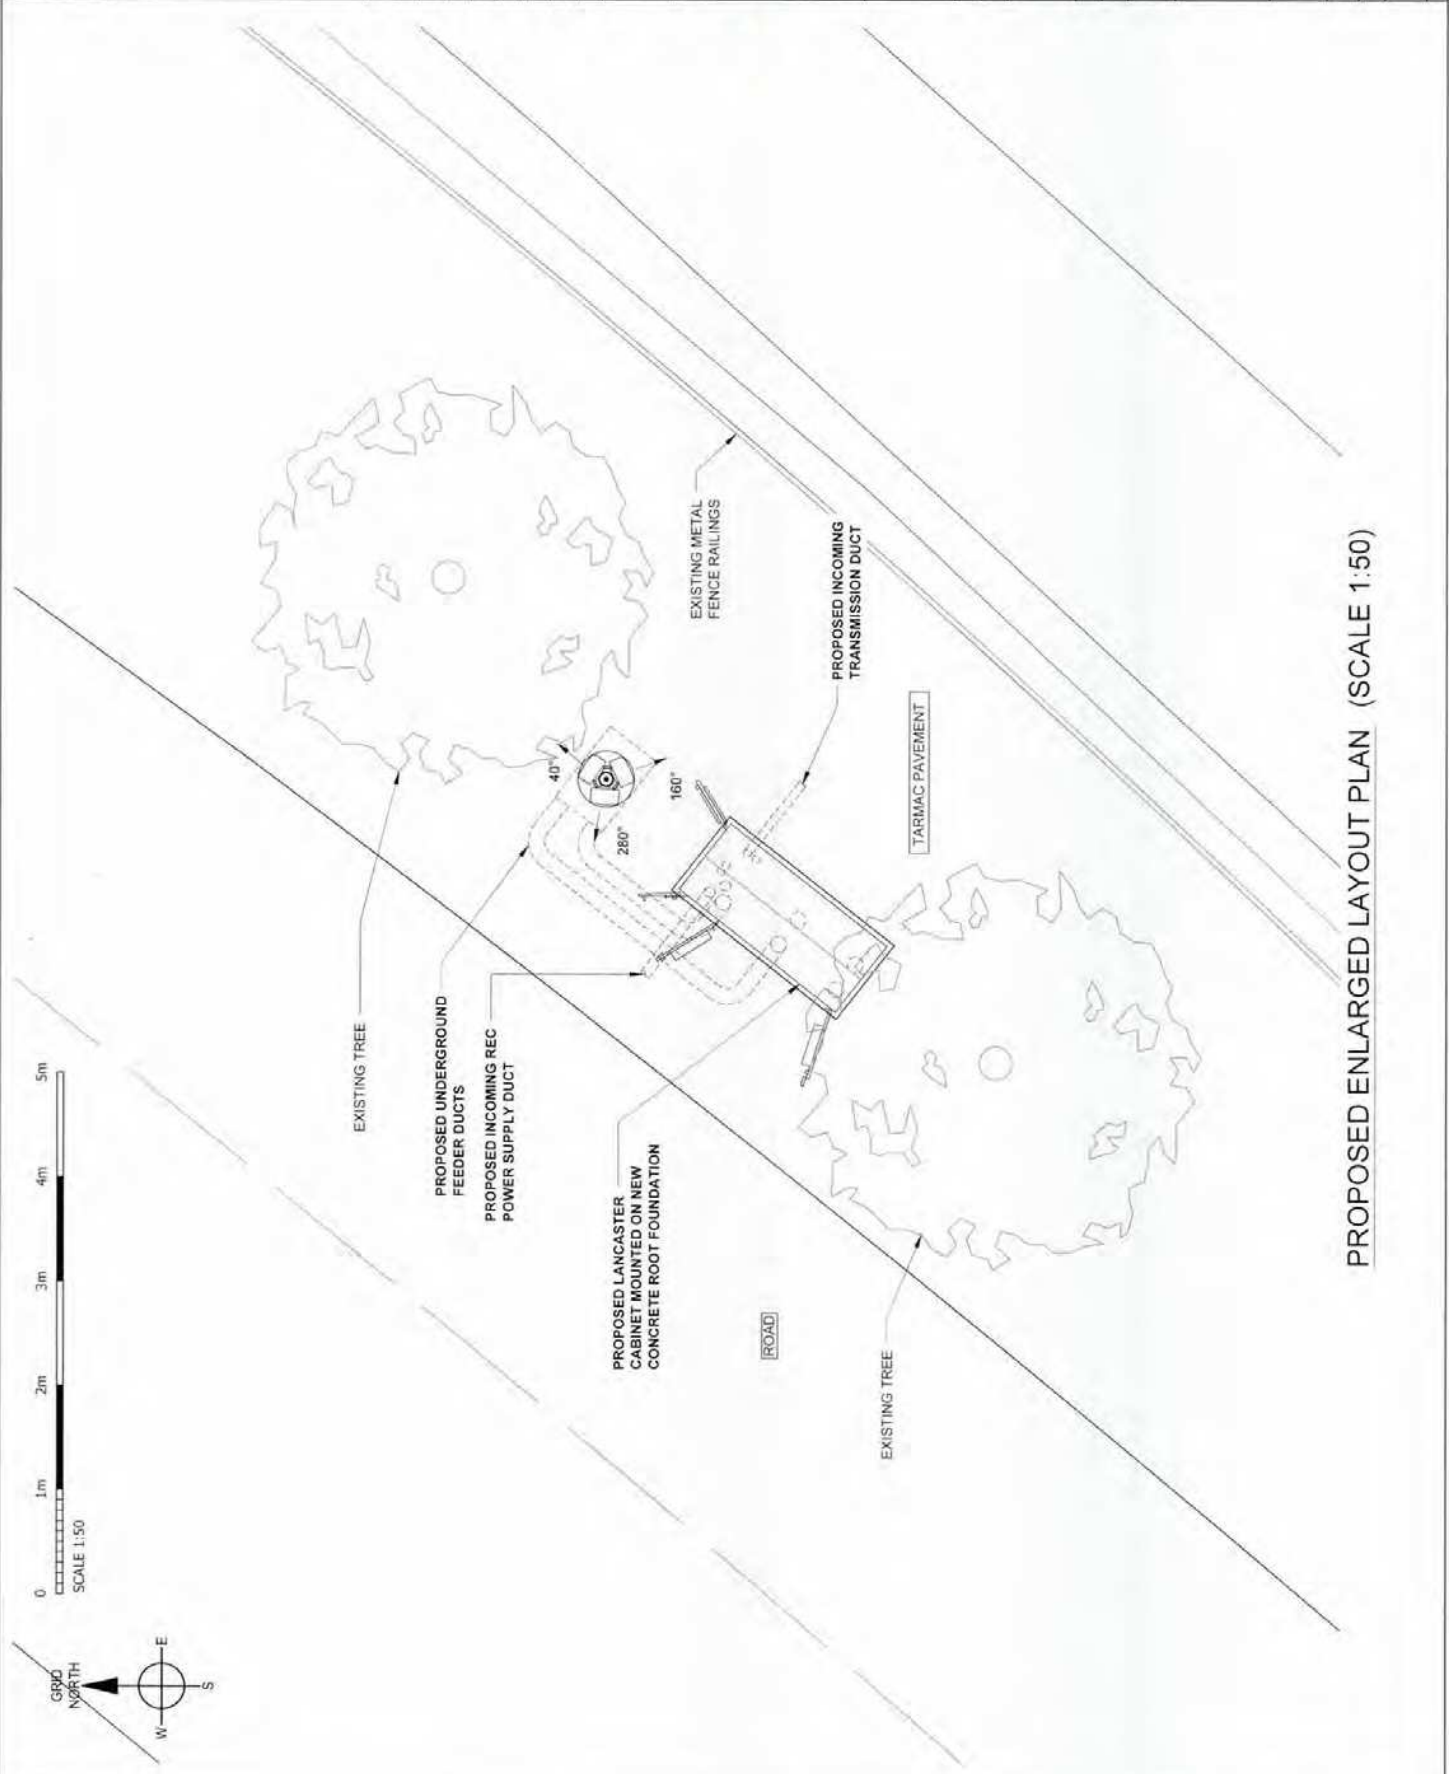 GRID
NORTH
W
E
S
0
1m
2m
3m
4m
5m
SCALE 1:50
EXISTING TREE
PROPOSED UNDERGROUND
FEEDER DUCTS
PROPOSED INCOMING REC
POWER SUPPLY DUCT
PROPOSED LANCASTER
CABINET MOUNTED ON NEW
CONCRETE ROOT FOUNDATION
40°
280°
160°
EXISTING METAL
FENCE RAILINGS
PROPOSED INCOMING
TRANSMISSION DUCT
TARMAC PAVEMENT
ROAD
EXISTING TREE
PROPOSED ENLARGED LAYOUT PLAN (SCALE 1:50)